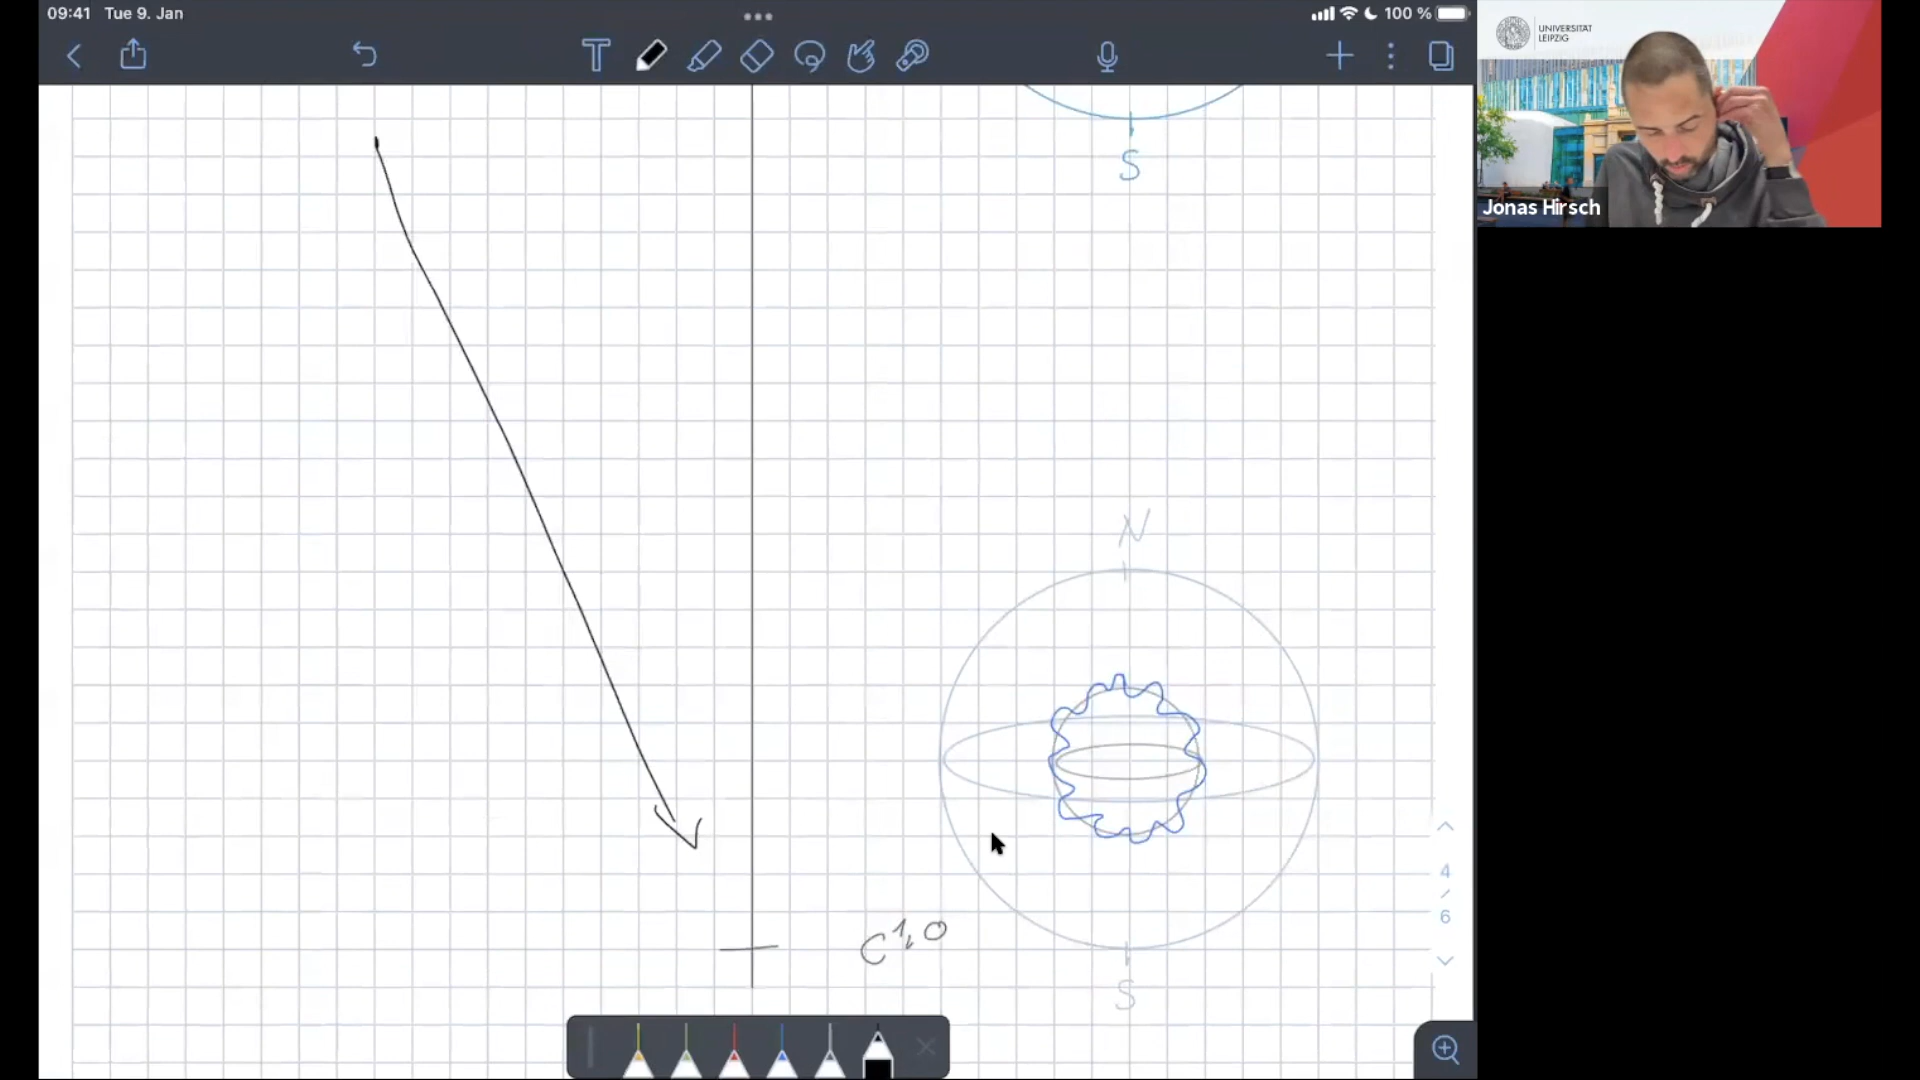 09:41 Tue 9. Jan
100 %
UNIVERSITÄT
LEIPZIG
Jonas Hirsch
S
N
4
/
6
C^{1,0}
S